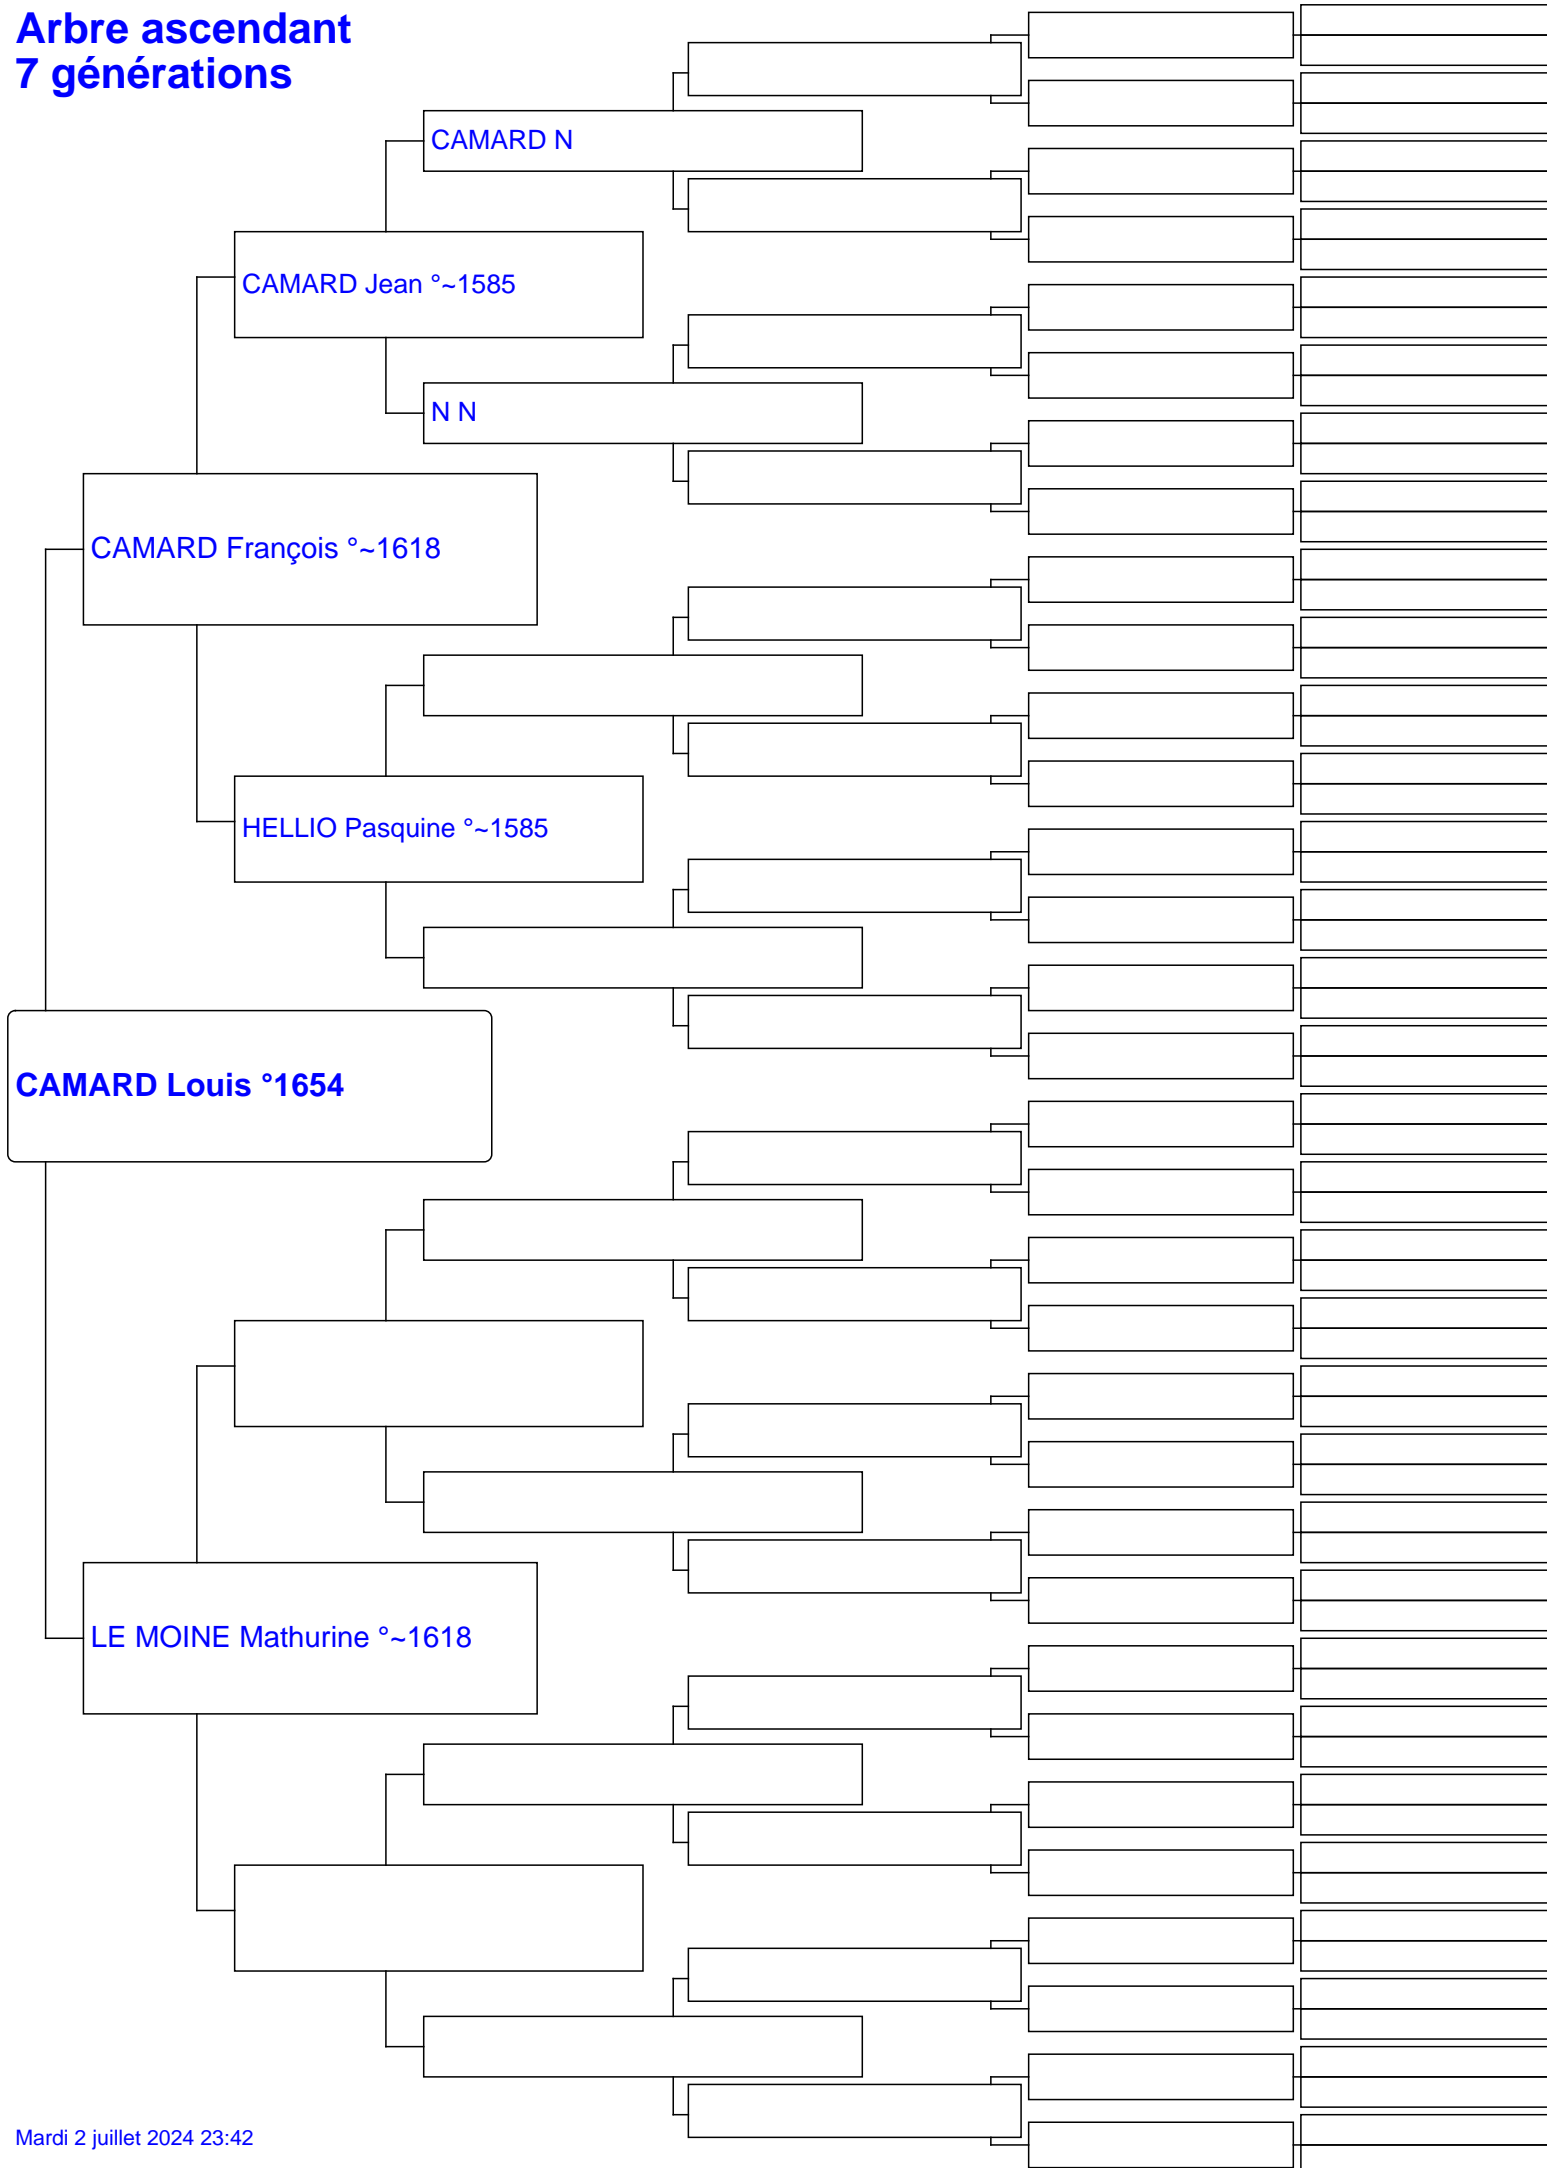 Arbre ascendant
7 générations
CAMARD N
CAMARD Jean °~1585
N N
CAMARD François °~1618
HELLIO Pasquine °~1585
CAMARD Louis °1654
LE MOINE Mathurine °~1618
Mardi 2 juillet 2024 23:42